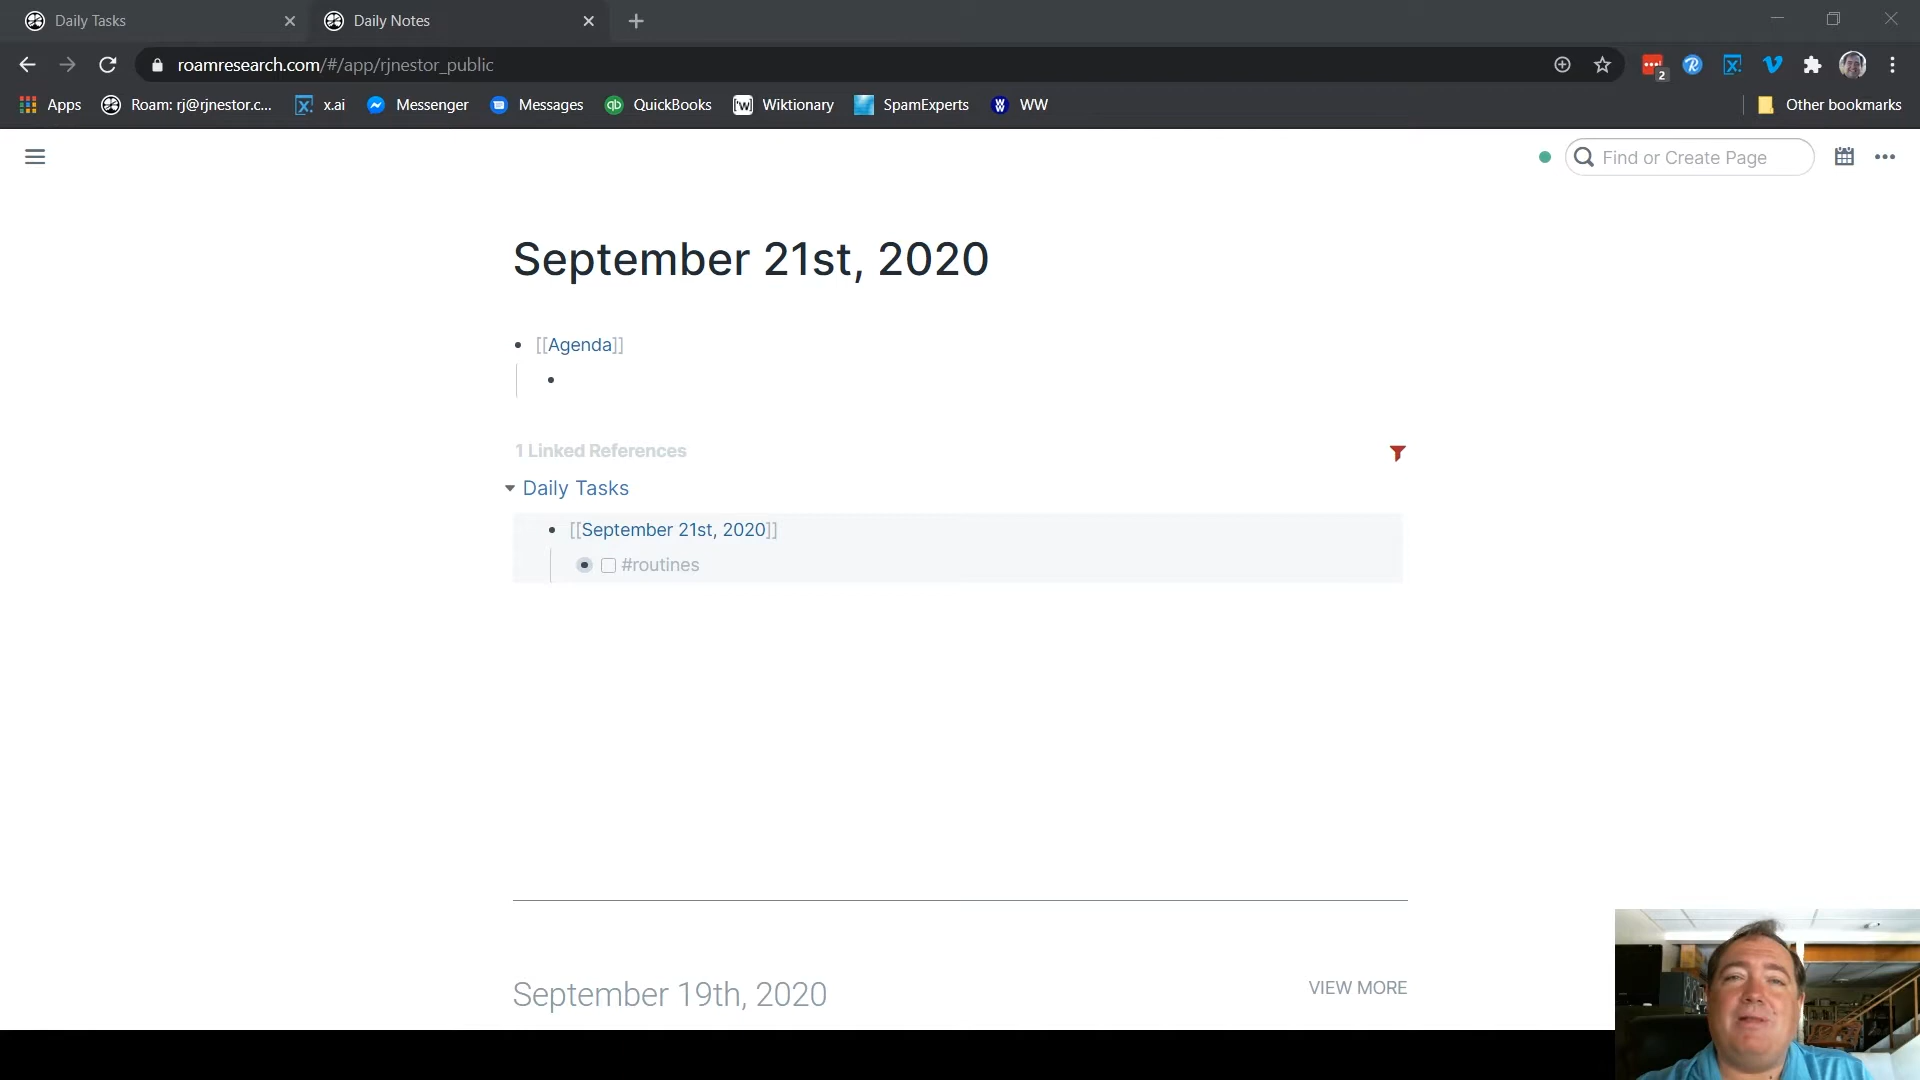 Daily Tasks
Daily Notes
roamresearch.com/#/app/rjnestor_public
2
Apps
Roam: rj@rjnestor.c...
x.ai
Messenger
Messages
QuickBooks
Wiktionary
SpamExperts
WW
Other bookmarks
Find or Create Page
September 21st, 2020
[[Agenda]]
1 Linked References
Daily Tasks
[[September 21st, 2020]]
#routines
September 19th, 2020
VIEW MORE